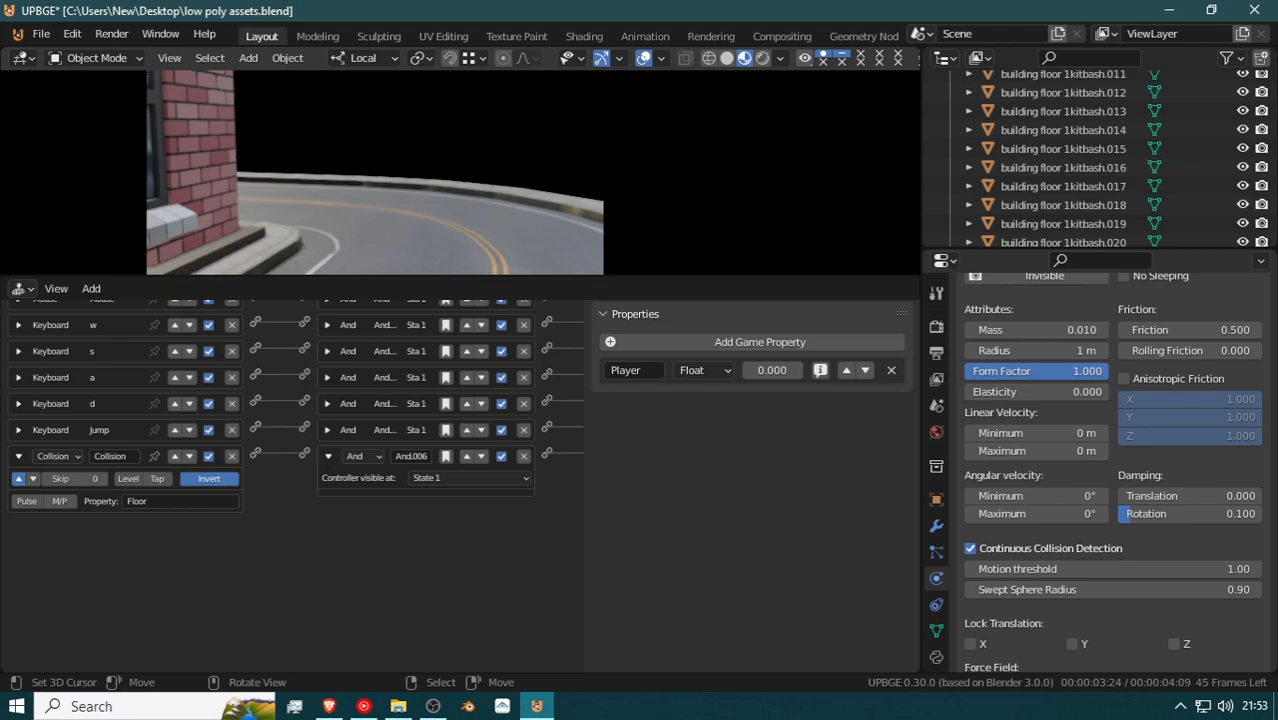 UPBGE* [C:\Users\New\Desktop\low poly assets.blend]
File Edit Render Window Help Layout Modeling Sculpting UV Editing Texture Paint Shading Animation Rendering Compositing Geometry Nod Scene ViewLayer
Object Mode View Select Add Object Local
building floor 1kitbash.011
building floor 1kitbash.012
building floor 1kitbash.013
building floor 1kitbash.014
building floor 1kitbash.015
building floor 1kitbash.016
building floor 1kitbash.017
building floor 1kitbash.018
building floor 1kitbash.019
building floor 1kitbash.020
View Add
Mouse Mouse And And... Sta 1
Keyboard w And And... Sta 1
Keyboard s And And... Sta 1
Keyboard a And And... Sta 1
Keyboard d And And... Sta 1
Keyboard Jump And And... Sta 1
Collision Collision And And.006
Skip 0 Level Tap Invert Controller visible at: State 1
Pulse M/P Property: Floor
Properties
Add Game Property
Player Float 0.000
Invisible No Sleeping
Attributes: Friction:
Mass 0.010 Friction 0.500
Radius 1 m Rolling Friction 0.000
Form Factor 1.000 Anisotropic Friction
Elasticity 0.000 X 1.000
Linear Velocity: Y 1.000
Minimum 0 m Z 1.000
Maximum 0 m
Angular velocity: Damping:
Minimum 0° Translation 0.000
Maximum 0° Rotation 0.100
Continuous Collision Detection
Motion threshold 1.00
Swept Sphere Radius 0.90
Lock Translation:
X Y Z
Force Field:
Set 3D Cursor Move Rotate View Select Move UPBGE 0.30.0 (based on Blender 3.0.0) 00:00:03:24 / 00:00:04:09 45 Frames Left
Search 21:53